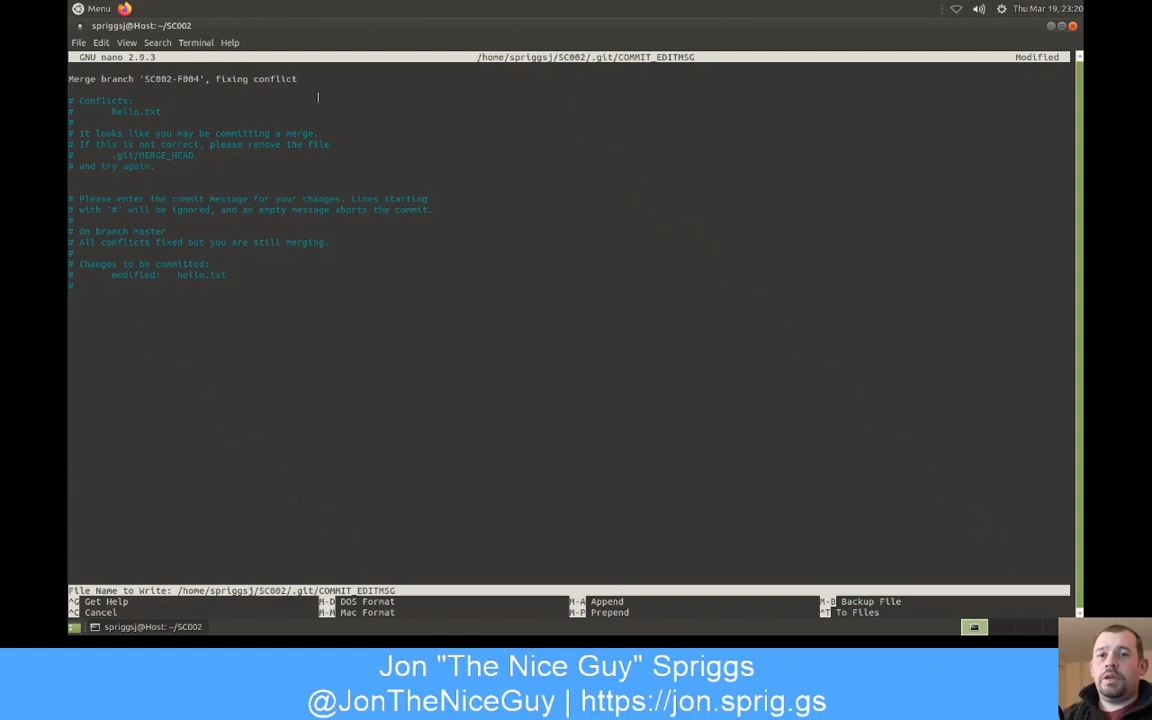 Menu
Thu Mar 19, 23:20
spriggsj@Host: ~/SC002
File Edit View Search Terminal Help
GNU nano 2.9.3 /home/spriggsj/SC002/.git/COMMIT_EDITMSG Modified
Merge branch 'SC002-F004', fixing conflict
# Conflicts:
# hello.txt
#
# It looks like you may be committing a merge.
# If this is not correct, please remove the file
# .git/MERGE_HEAD
# and try again.
# Please enter the commit message for your changes. Lines starting
# with '#' will be ignored, and an empty message aborts the commit.
#
# On branch master
# All conflicts fixed but you are still merging.
#
# Changes to be committed:
# modified: hello.txt
#
File Name to Write: /home/spriggsj/SC002/.git/COMMIT_EDITMSG
^G Get Help M-D DOS Format M-A Append M-B Backup File
^C Cancel M-M Mac Format M-P Prepend ^T To Files
spriggsj@Host: ~/SC002
Jon "The Nice Guy" Spriggs
@JonTheNiceGuy | https://jon.sprig.gs